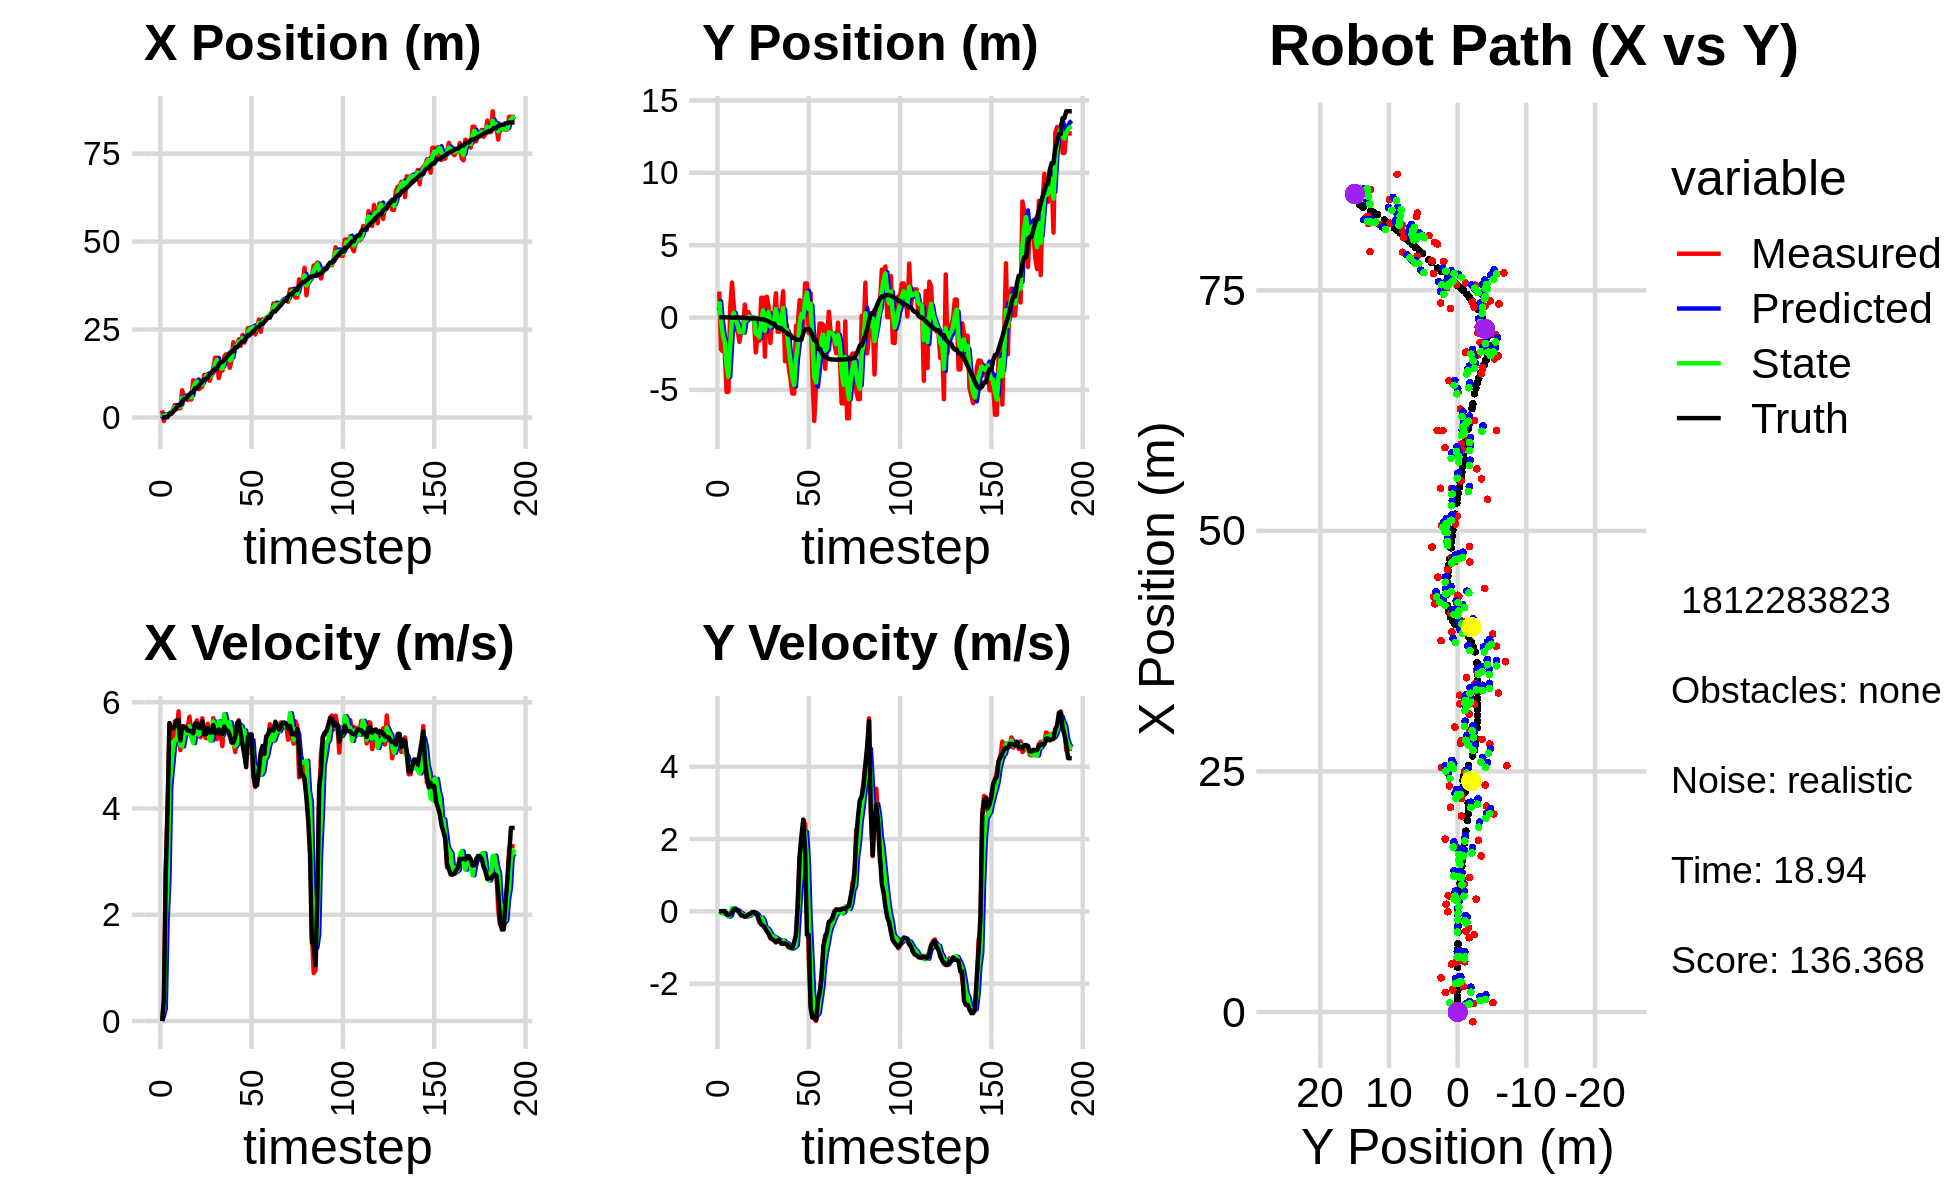 X Position (m)
75
50
25
0
0 50 100 150 200
timestep
Y Position (m)
15
10
5
0
-5
0 50 100 150 200
timestep
X Velocity (m/s)
6
4
2
0
0 50 100 150 200
timestep
Y Velocity (m/s)
4
2
0
-2
0 50 100 150 200
timestep
Robot Path (X vs Y)
X Position (m)
75
50
25
0
20 10 0 -10 -20
Y Position (m)
variable
Measured
Predicted
State
Truth
1812283823
Obstacles: none
Noise: realistic
Time: 18.94
Score: 136.368